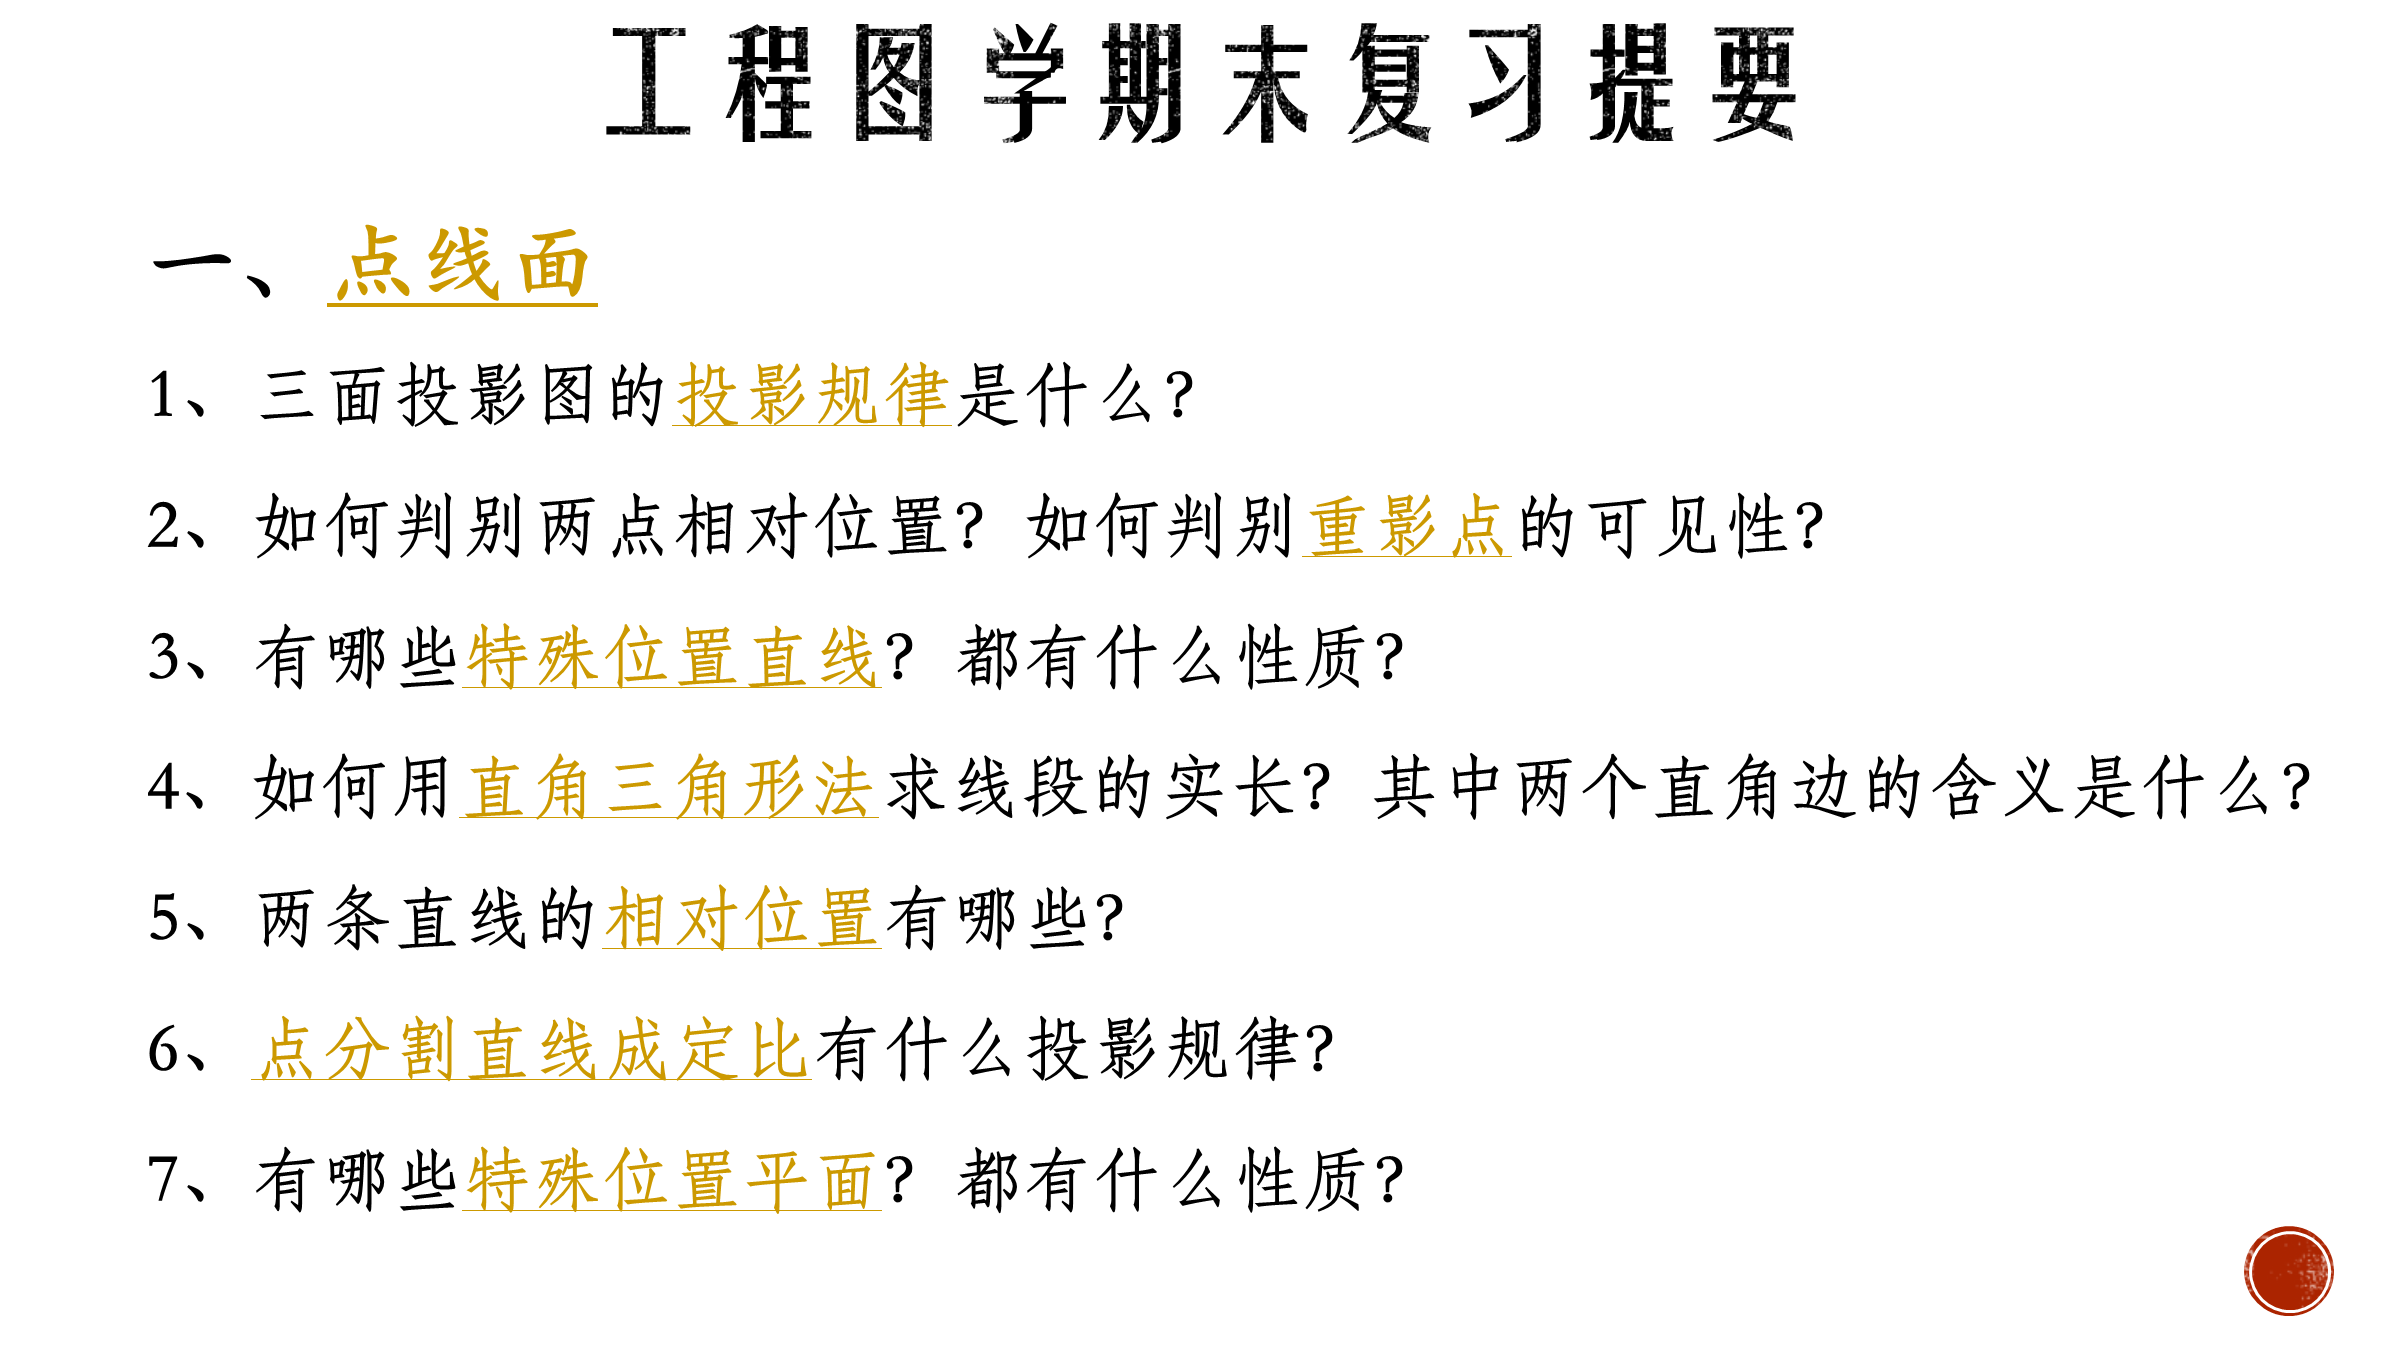 工程图学期末复习提要
一、点线面
1、三面投影图的投影规律是什么？
2、如何判别两点相对位置？如何判别重影点的可见性？
3、有哪些特殊位置直线？都有什么性质？
4、如何用直角三角形法求线段的实长？其中两个直角边的含义是什么？
5、两条直线的相对位置有哪些？
6、点分割直线成定比有什么投影规律？
7、有哪些特殊位置平面？都有什么性质？